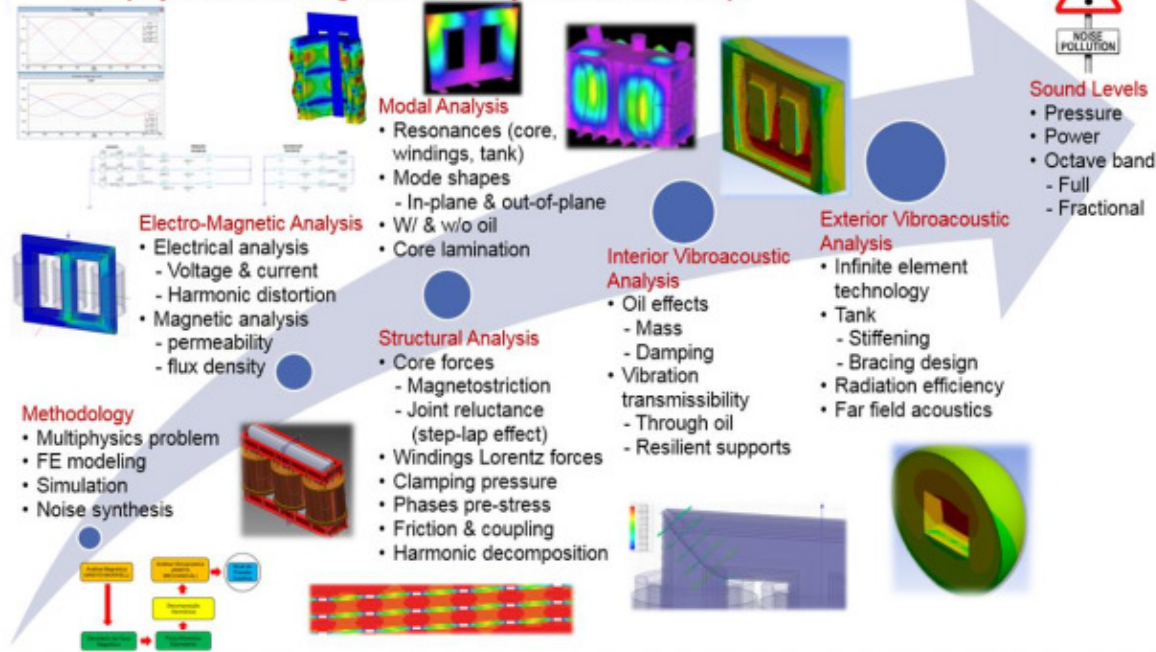 NOISE
POLLUTION
Sound Levels
• Pressure
• Power
• Octave band
- Full
- Fractional
Modal Analysis
• Resonances (core,
windings, tank)
• Mode shapes
- In-plane & out-of-plane
• W/ & w/o oil
• Core lamination
Electro-Magnetic Analysis
• Electrical analysis
- Voltage & current
- Harmonic distortion
• Magnetic analysis
- permeability
- flux density
Exterior Vibroacoustic
Analysis
• Infinite element
technology
• Tank
- Stiffening
- Bracing design
• Radiation efficiency
• Far field acoustics
Interior Vibroacoustic
Analysis
• Oil effects
- Mass
- Damping
• Vibration
transmissibility
- Through oil
- Resilient supports
Structural Analysis
• Core forces
- Magnetostriction
- Joint reluctance
(step-lap effect)
• Windings Lorentz forces
• Clamping pressure
• Phases pre-stress
• Friction & coupling
• Harmonic decomposition
Methodology
• Multiphysics problem
• FE modeling
• Simulation
• Noise synthesis